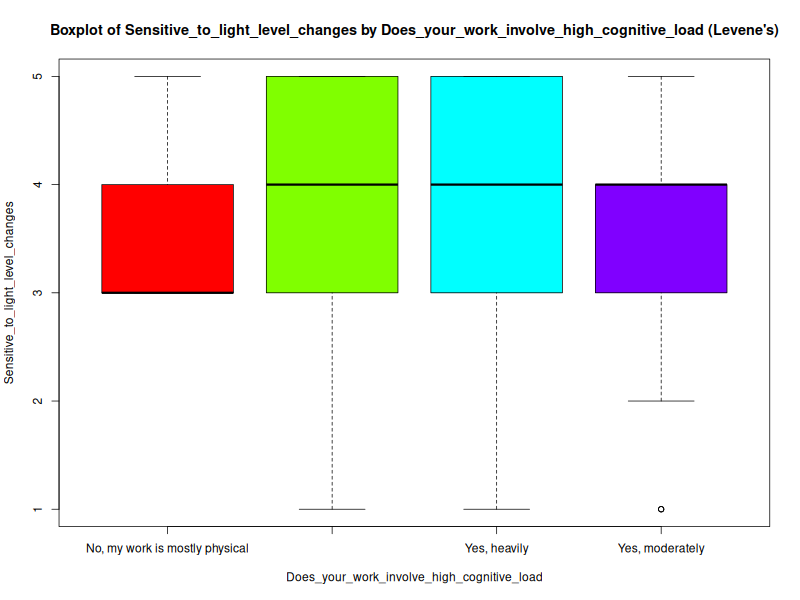 Boxplot of Sensitive_to_light_level_changes by Does_your_work_involve_high_cognitive_load (Levene's)
Sensitive_to_light_level_changes
5
4
3
2
1
No, my work is mostly physical
Yes, heavily
Yes, moderately
Does_your_work_involve_high_cognitive_load